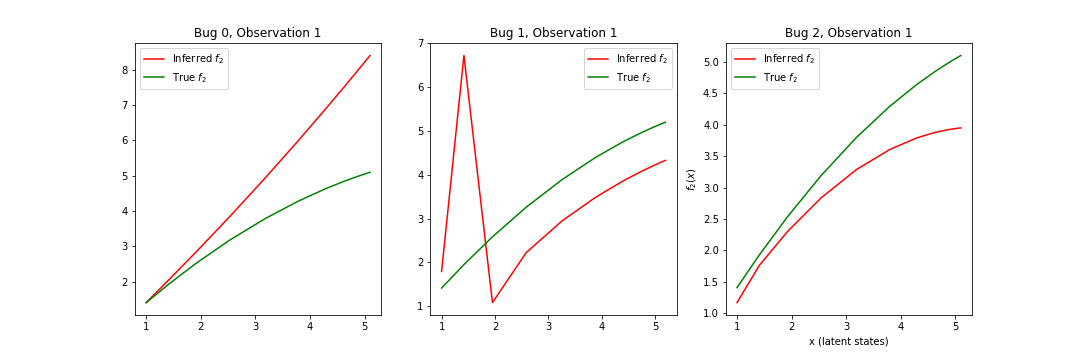 Bug 0, Observation 1
Inferred f₂
True f₂
8
7
6
5
4
3
2
1 2 3 4 5
Bug 1, Observation 1
Inferred f₂
True f₂
7
6
5
4
3
2
1
1 2 3 4 5
Bug 2, Observation 1
Inferred f₂
True f₂
f₂(x)
5.0
4.5
4.0
3.5
3.0
2.5
2.0
1.5
1.0
1 2 3 4 5
x (latent states)